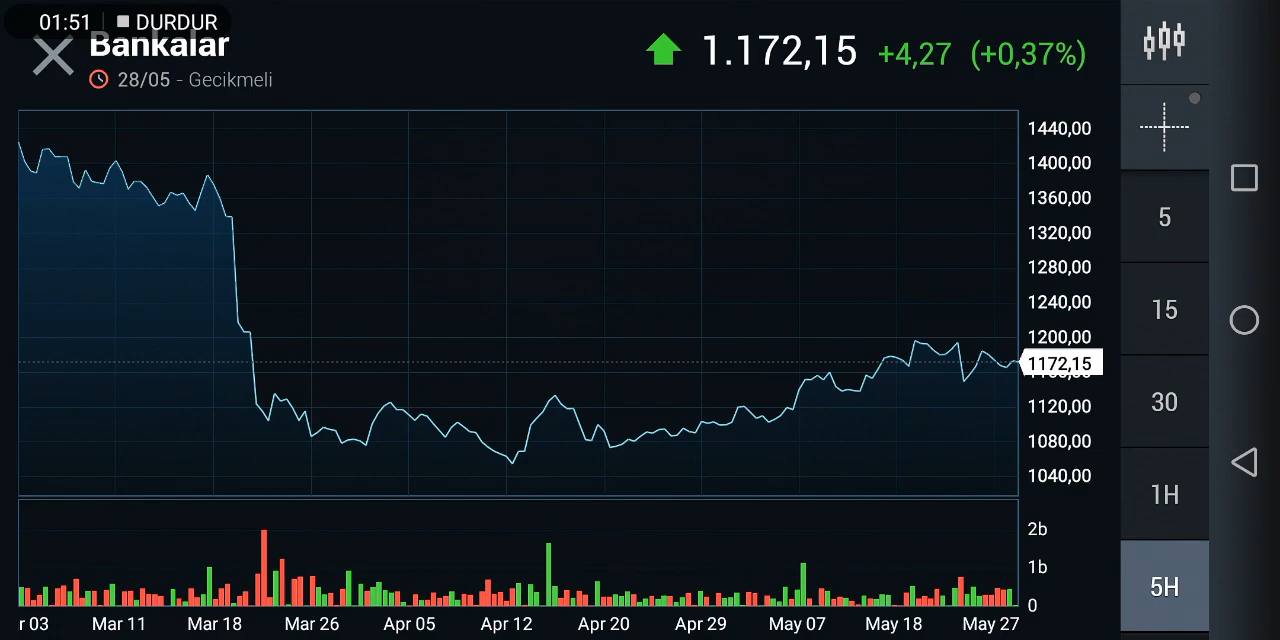 01:51 DURDUR
Bankalar
28/05 - Gecikmeli
1.172,15 +4,27 (+0,37%)
1440,00
1400,00
1360,00
1320,00
1280,00
1240,00
1200,00
1172,15
1120,00
1080,00
1040,00
2b
1b
0
r 03 Mar 11 Mar 18 Mar 26 Apr 05 Apr 12 Apr 20 Apr 29 May 07 May 18 May 27
5
15
30
1H
5H